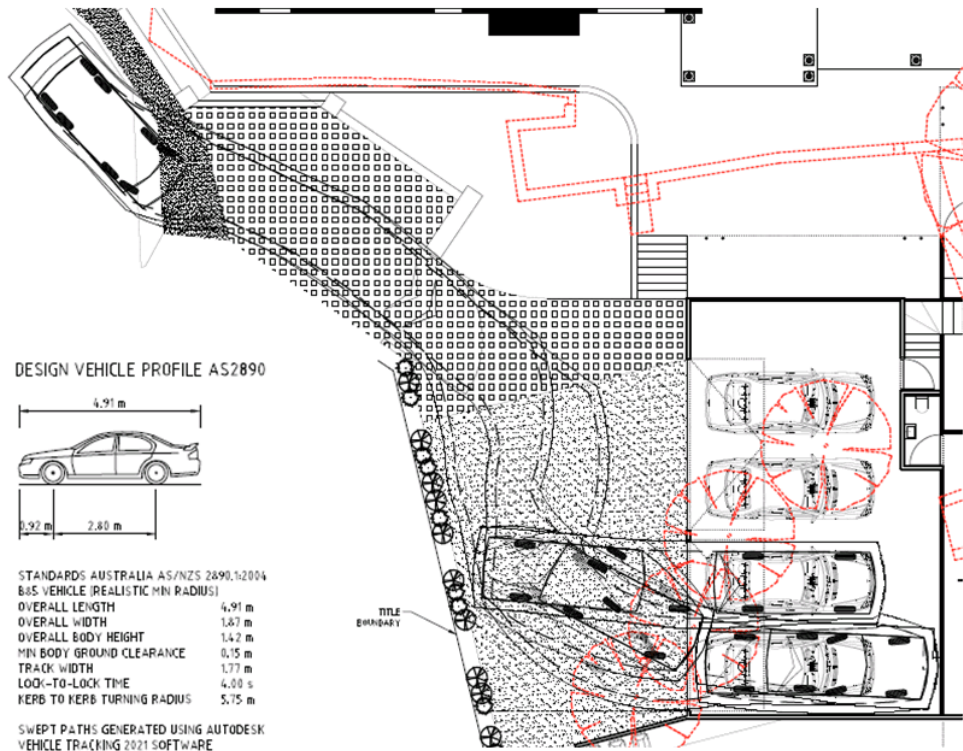 DESIGN VEHICLE PROFILE AS2890
4.91 m
0.92 m
2.80 m
STANDARDS AUSTRALIA AS/NZS 2890.1:2004
B85 VEHICLE (REALISTIC MIN RADIUS)
OVERALL LENGTH 4.91 m
OVERALL WIDTH 1.87 m
OVERALL BODY HEIGHT 1.42 m
MIN BODY GROUND CLEARANCE 0.15 m
TRACK WIDTH 1.77 m
LOCK-TO-LOCK TIME 4.00 s
KERB TO KERB TURNING RADIUS 5.75 m
SWEPT PATHS GENERATED USING AUTODESK
VEHICLE TRACKING 2021 SOFTWARE
TITLE
BOUNDARY